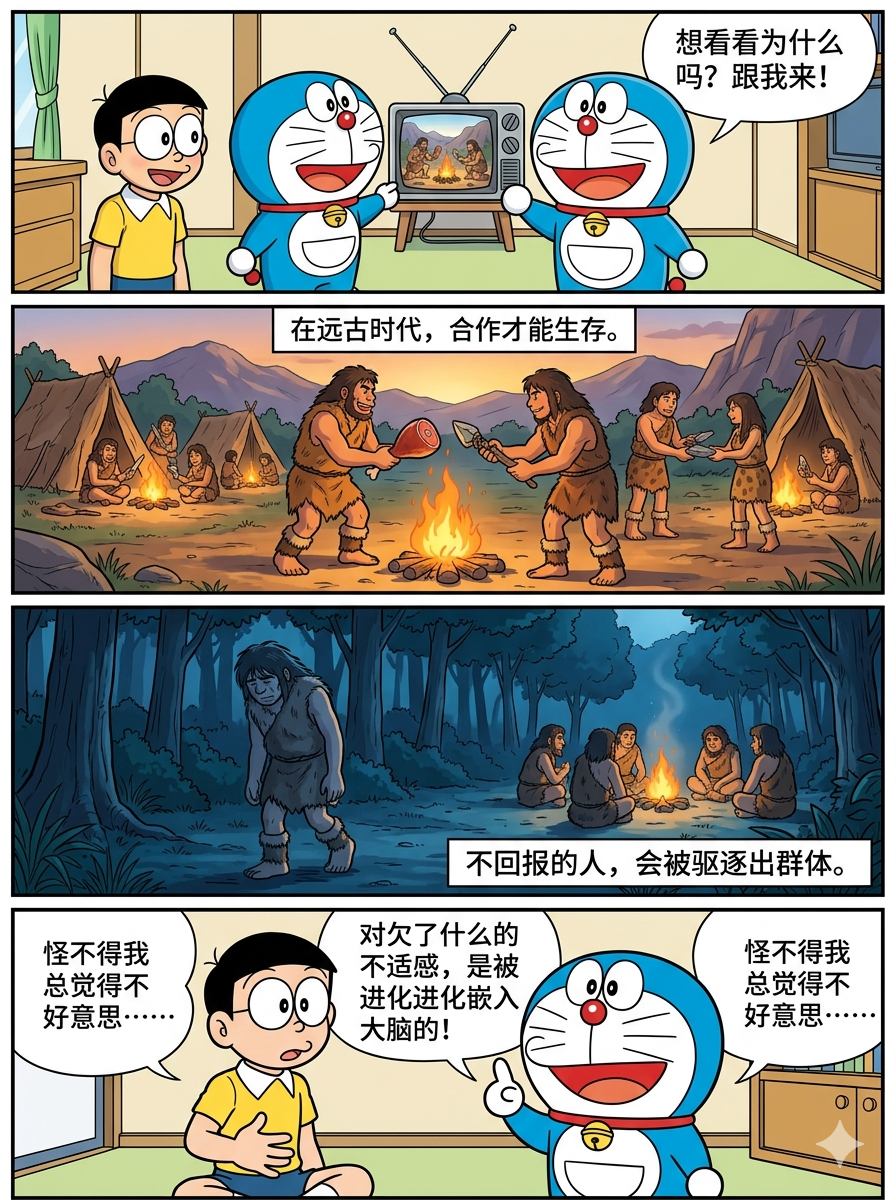 想看看为什么
吗？跟我来！
在远古时代，合作才能生存。
不回报的人，会被驱逐出群体。
怪不得我
总觉得不
好意思……
对欠了什么的
不适感，是被
进化进化嵌入
大脑的！
怪不得我
总觉得不
好意思……